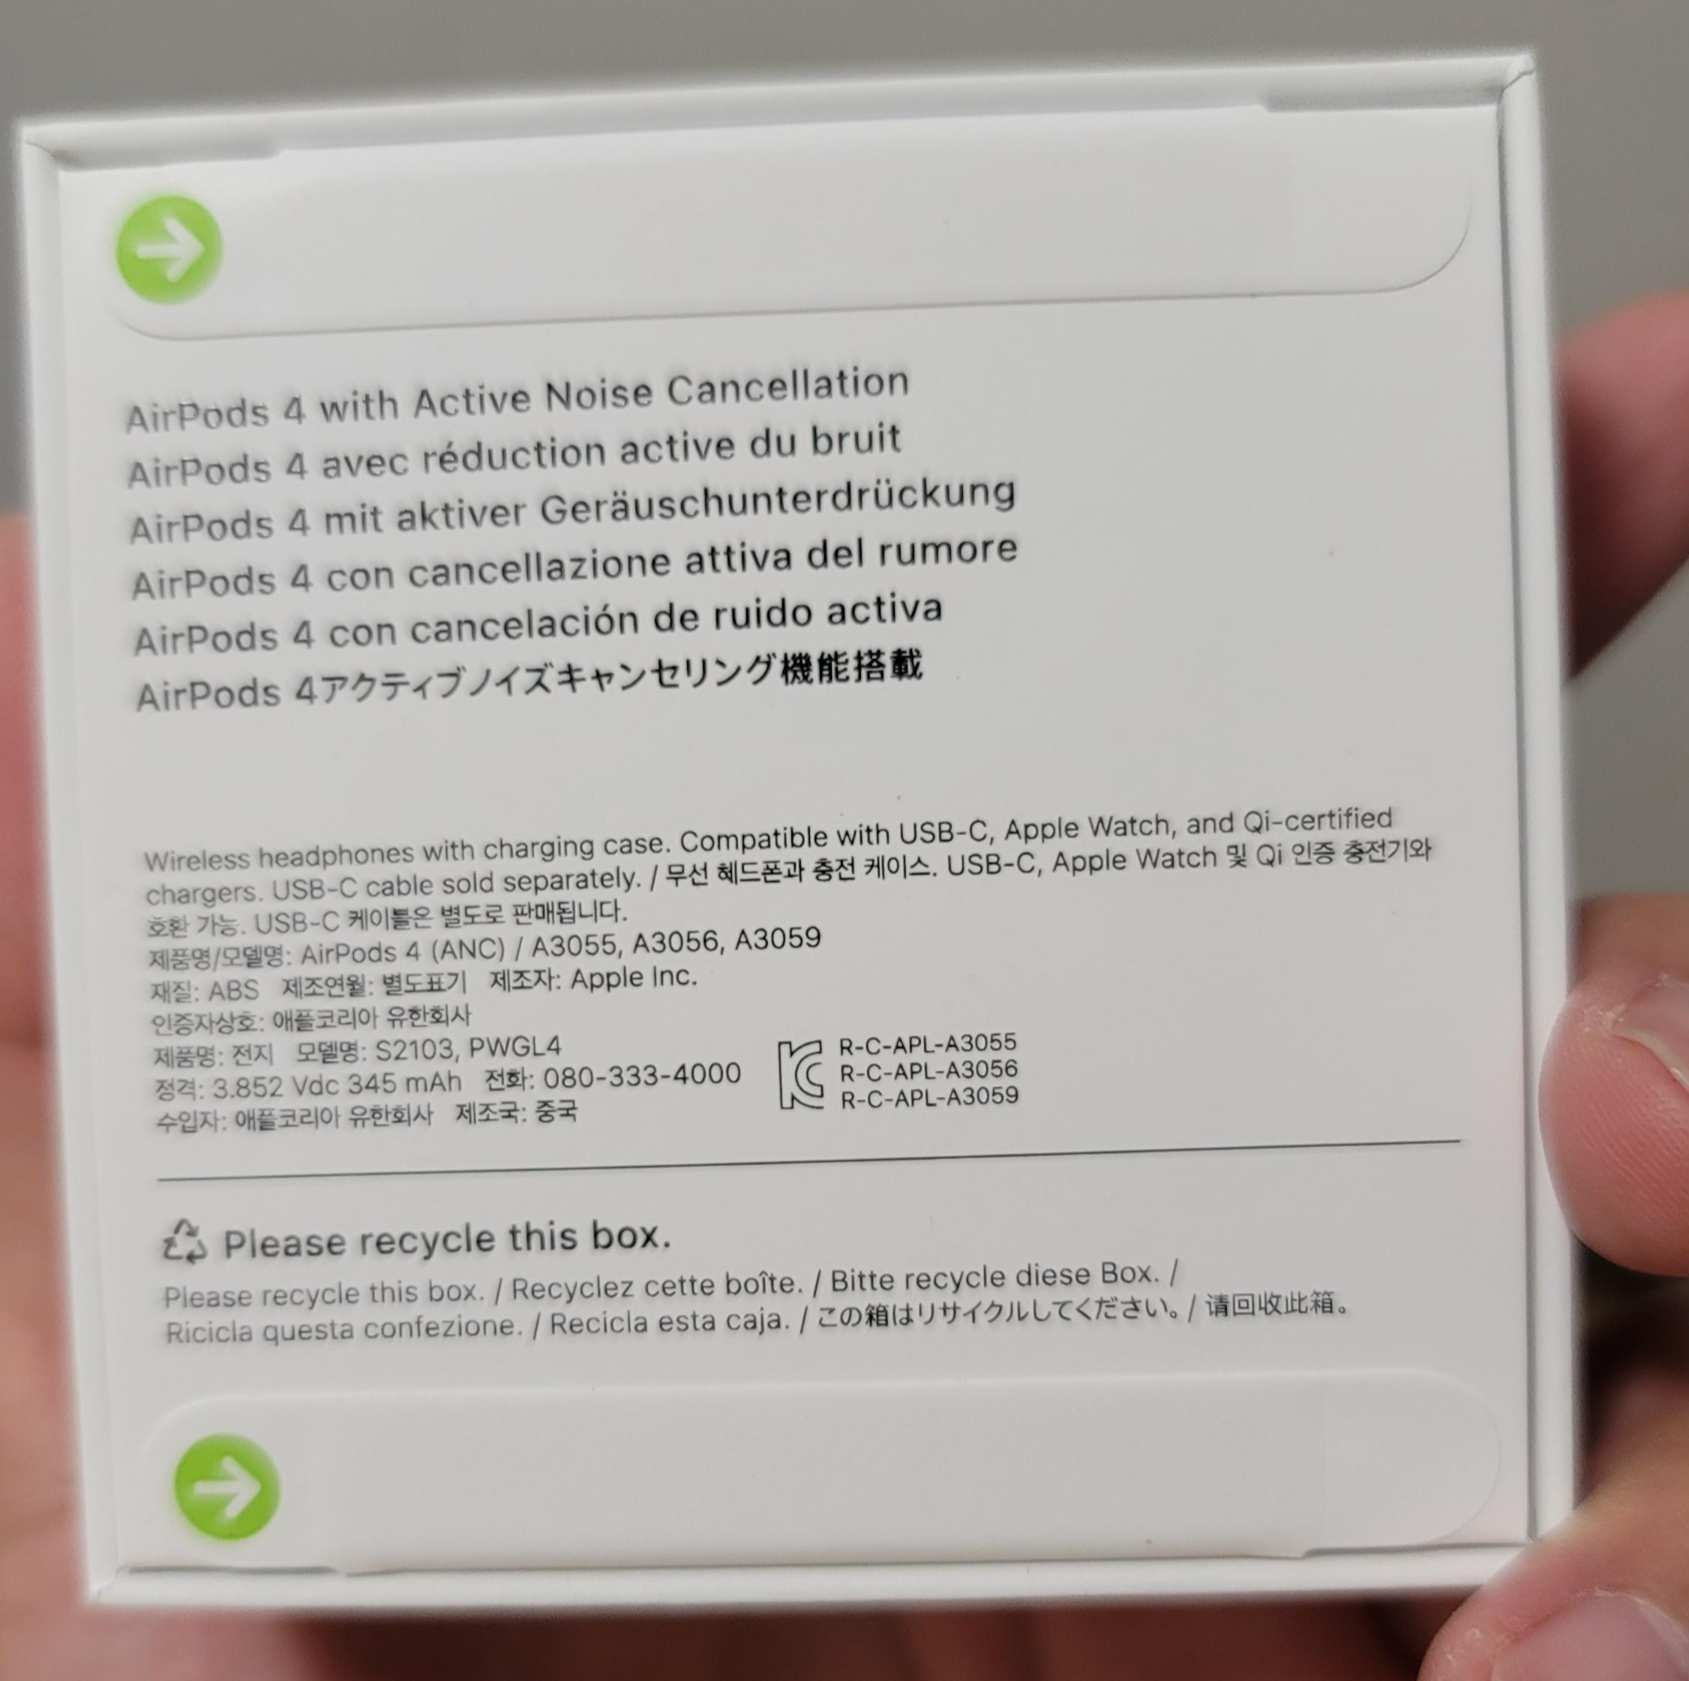 AirPods 4 with Active Noise Cancellation
AirPods 4 avec réduction active du bruit
AirPods 4 mit aktiver Geräuschunterdrückung
AirPods 4 con cancellazione attiva del rumore
AirPods 4 con cancelación de ruido activa
AirPods 4アクティブノイズキャンセリング機能搭載
Wireless headphones with charging case. Compatible with USB-C, Apple Watch, and Qi-certified
chargers. USB-C cable sold separately. / 무선 헤드폰과 충전 케이스. USB-C, Apple Watch 및 Qi 인증 충전기와
호환 가능. USB-C 케이블은 별도로 판매됩니다.
제품명/모델명: AirPods 4 (ANC) / A3055, A3056, A3059
재질: ABS 제조연월: 별도표기 제조자: Apple Inc.
인증자상호: 애플코리아 유한회사
제품명: 전지 모델명: S2103, PWGL4
정격: 3.852 Vdc 345 mAh 전화: 080-333-4000
수입자: 애플코리아 유한회사 제조국: 중국
R-C-APL-A3055
R-C-APL-A3056
R-C-APL-A3059
Please recycle this box.
Please recycle this box. / Recyclez cette boîte. / Bitte recycle diese Box. /
Ricicla questa confezione. / Recicla esta caja. / この箱はリサイクルしてください。/ 请回收此箱。